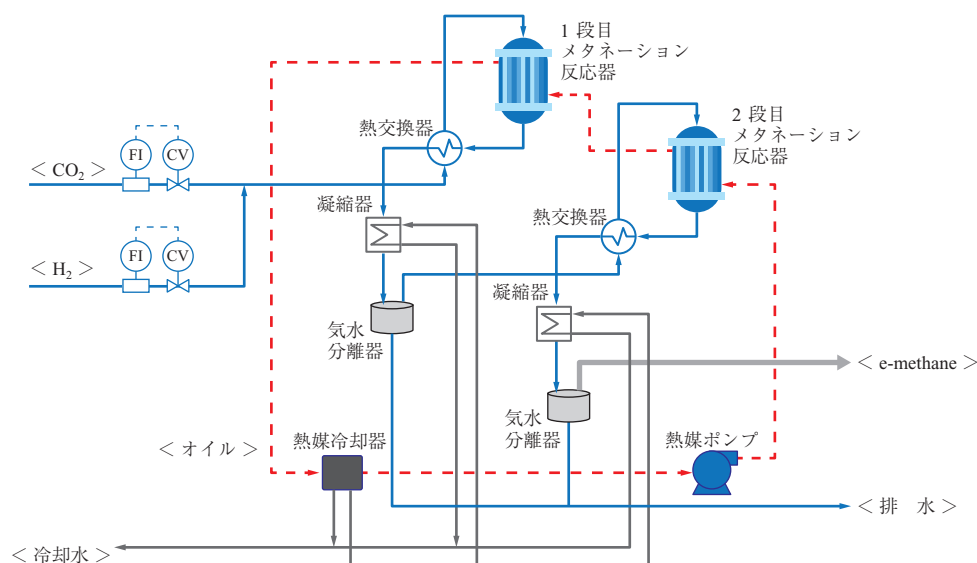 1 段目
メタネーション
反応器
熱交換器
2 段目
メタネーション
反応器
FI
CV
< CO₂ >
凝縮器
熱交換器
FI
CV
< H₂ >
凝縮器
気水
分離器
< e-methane >
気水
分離器
熱媒冷却器
熱媒ポンプ
< オイル >
< 排 水 >
< 冷却水 >